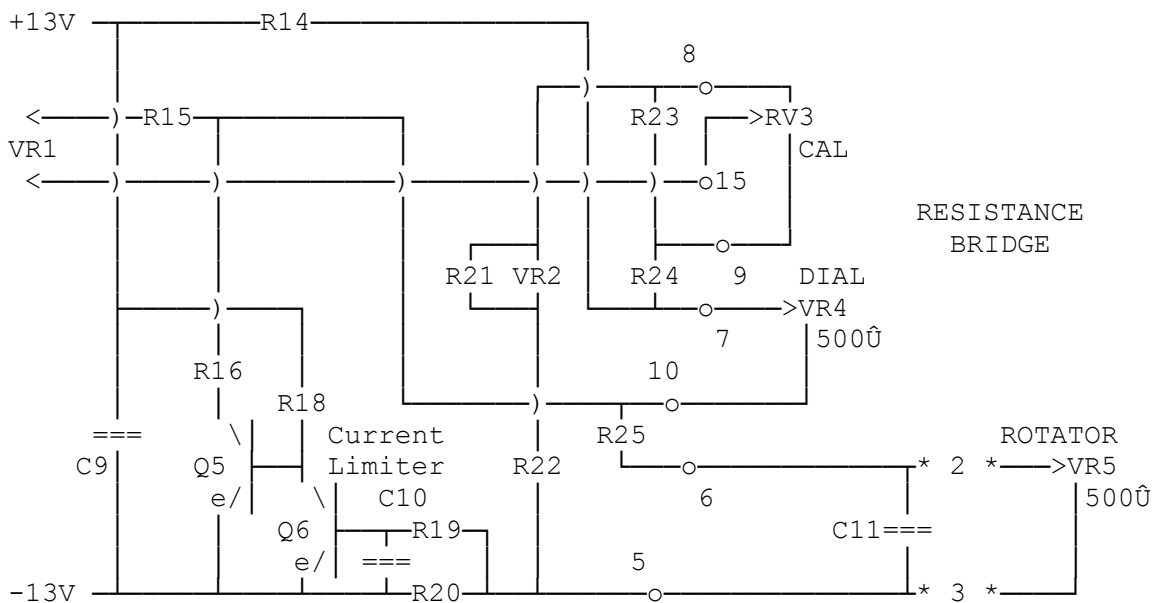 +13V R14
8
< R15 R23 >RV3
VR1 CAL
< 15
RESISTANCE
BRIDGE
R21 VR2 R24 9 DIAL
>VR4
7 500Û
R16 10
R18
=== \ Current R25 ROTATOR
C9 Q5 Limiter R22 * 2 * >VR5
e/ \ C10 6 500Û
Q6 R19 C11===
e/ === 5
-13V R20 * 3 *